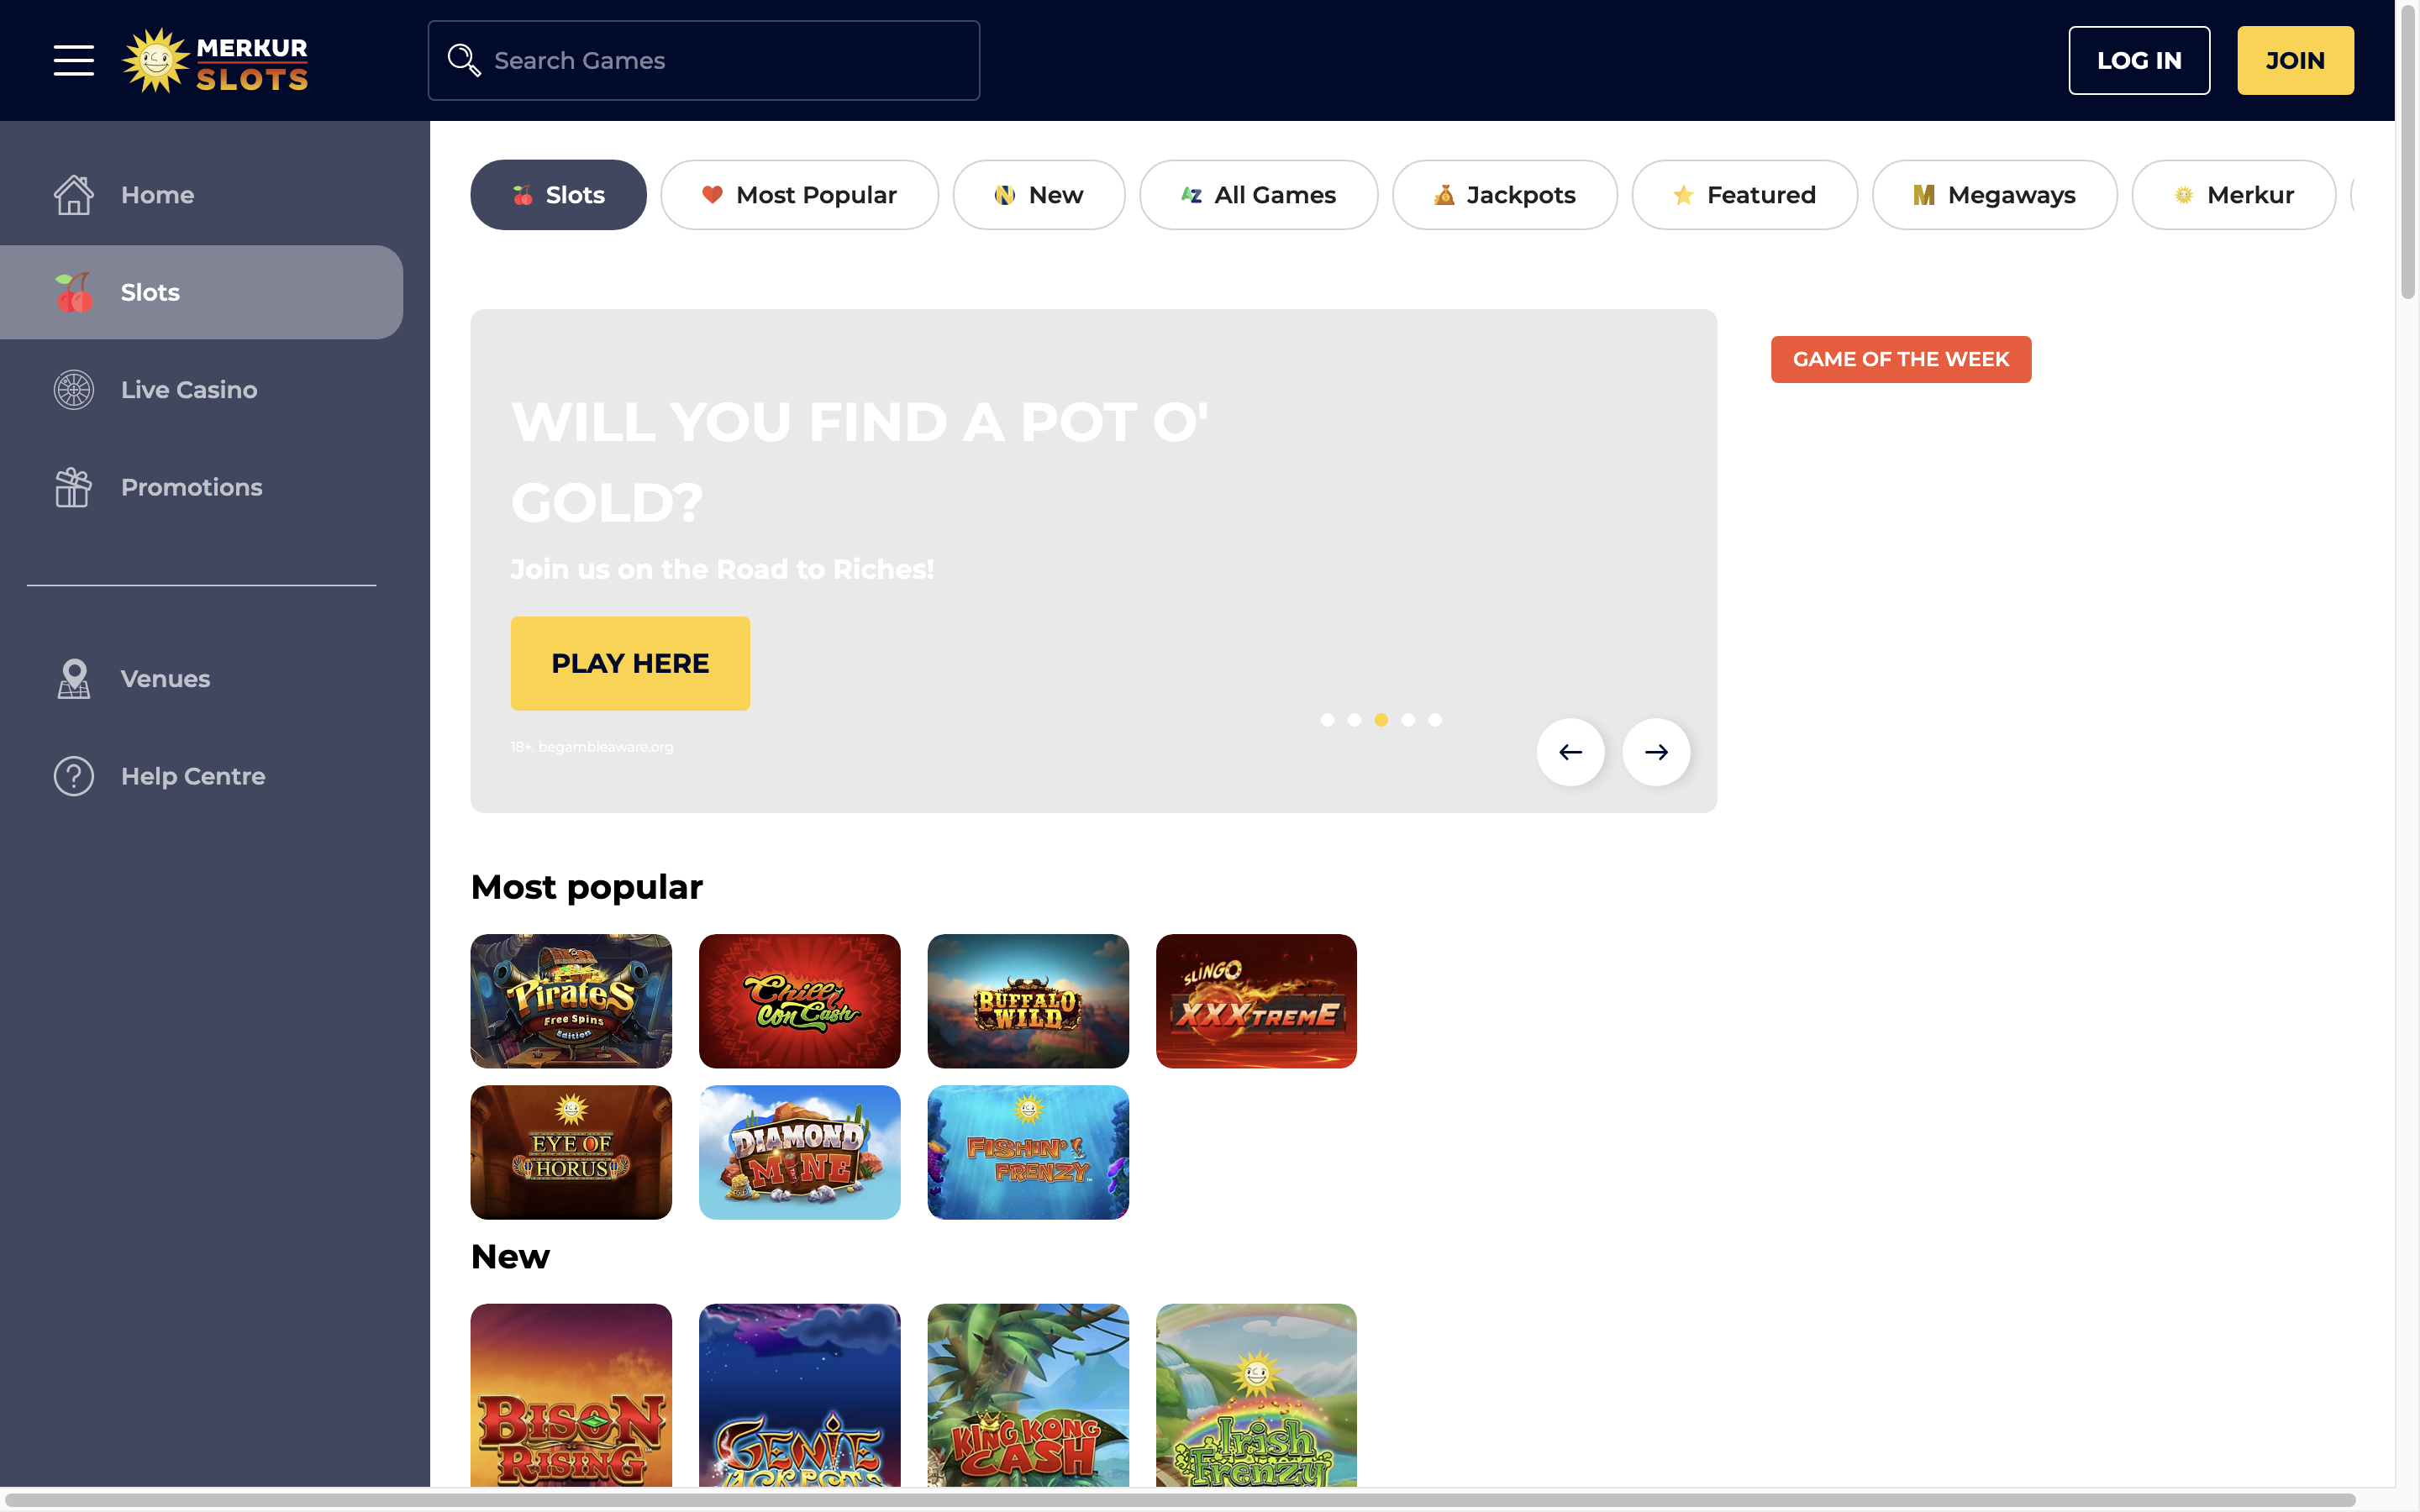 MERKUR
SLOTS
Search Games
LOG IN
JOIN
Home
Slots
Live Casino
Promotions
Venues
Help Centre
Slots
Most Popular
N New
AZ All Games
Jackpots
Featured
M Megaways
Merkur
WILL YOU FIND A POT O'
GOLD?
Join us on the Road to Riches!
PLAY HERE
18+. begambleaware.org
GAME OF THE WEEK
Most popular
Pirates
Free Spins
Edition
Chilli
Con Cash
BUFFALO
WILD
SLINGO
XXXTREME
EYE OF
HORUS
DIAMOND
MINE
FISHIN'
FRENZY
New
BISON
RISING
GENIE
JACKPOTS
KING KONG
CASH
Irish
Frenzy